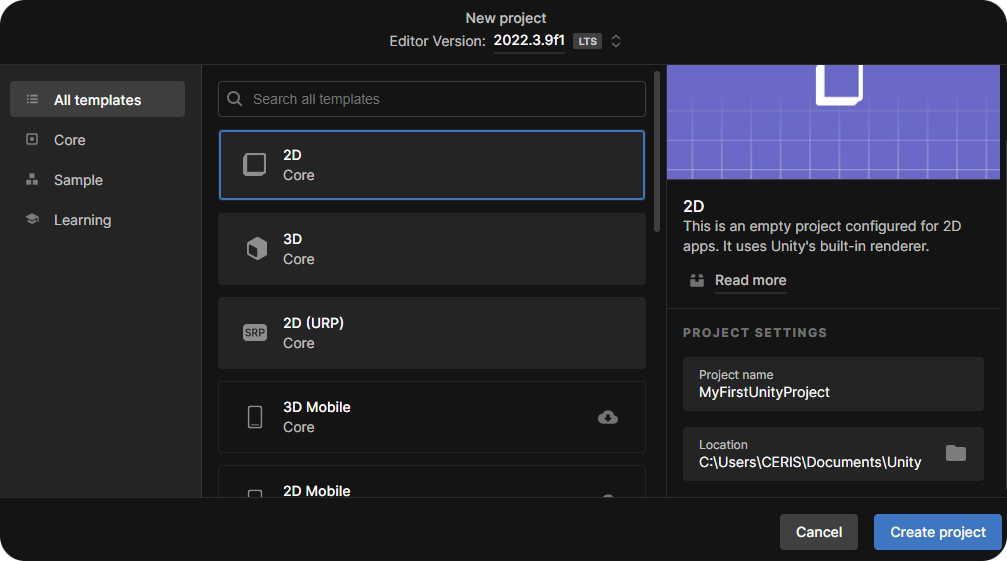 New project
Editor Version: 2022.3.9f1 LTS
All templates
Core
Sample
Learning
Search all templates
2D
Core
3D
Core
SRP
2D (URP)
Core
3D Mobile
Core
2D Mobile
2D
This is an empty project configured for 2D
apps. It uses Unity's built-in renderer.
Read more
PROJECT SETTINGS
Project name
MyFirstUnityProject
Location
C:\Users\CERIS\Documents\Unity
Cancel
Create project